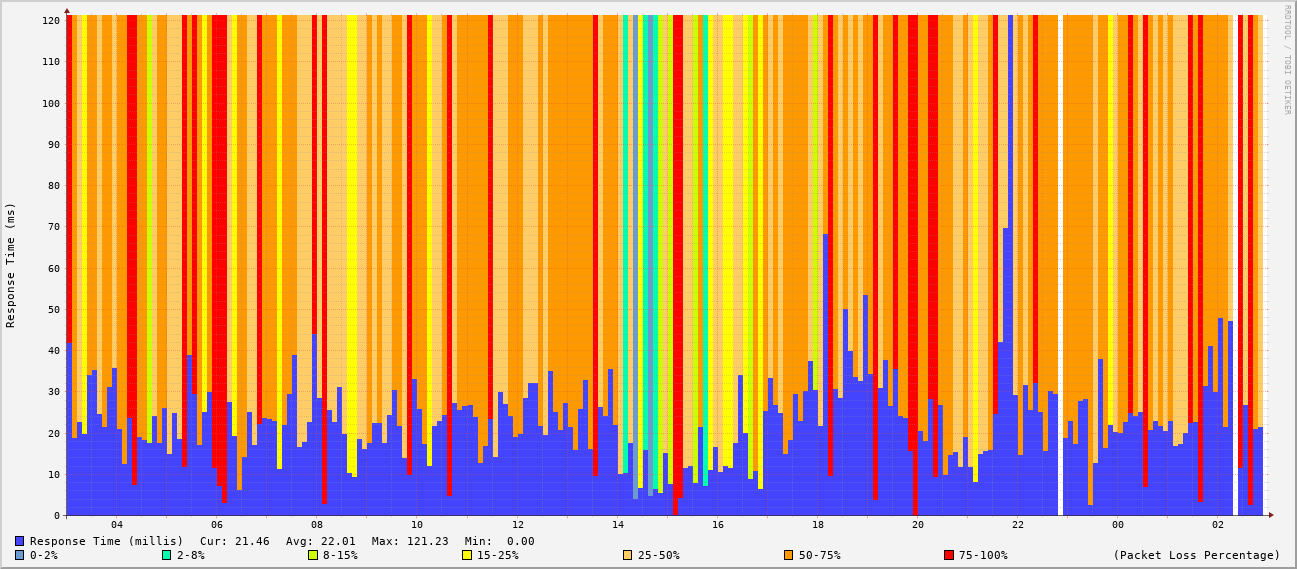 RRDTOOL / TOBI OETIKER
Response Time (ms)
120
110
100
90
80
70
60
50
40
30
20
10
0
04 06 08 10 12 14 16 18 20 22 00 02
Response Time (millis) Cur: 21.46 Avg: 22.01 Max: 121.23 Min: 0.00
0-2% 2-8% 8-15% 15-25% 25-50% 50-75% 75-100% (Packet Loss Percentage)